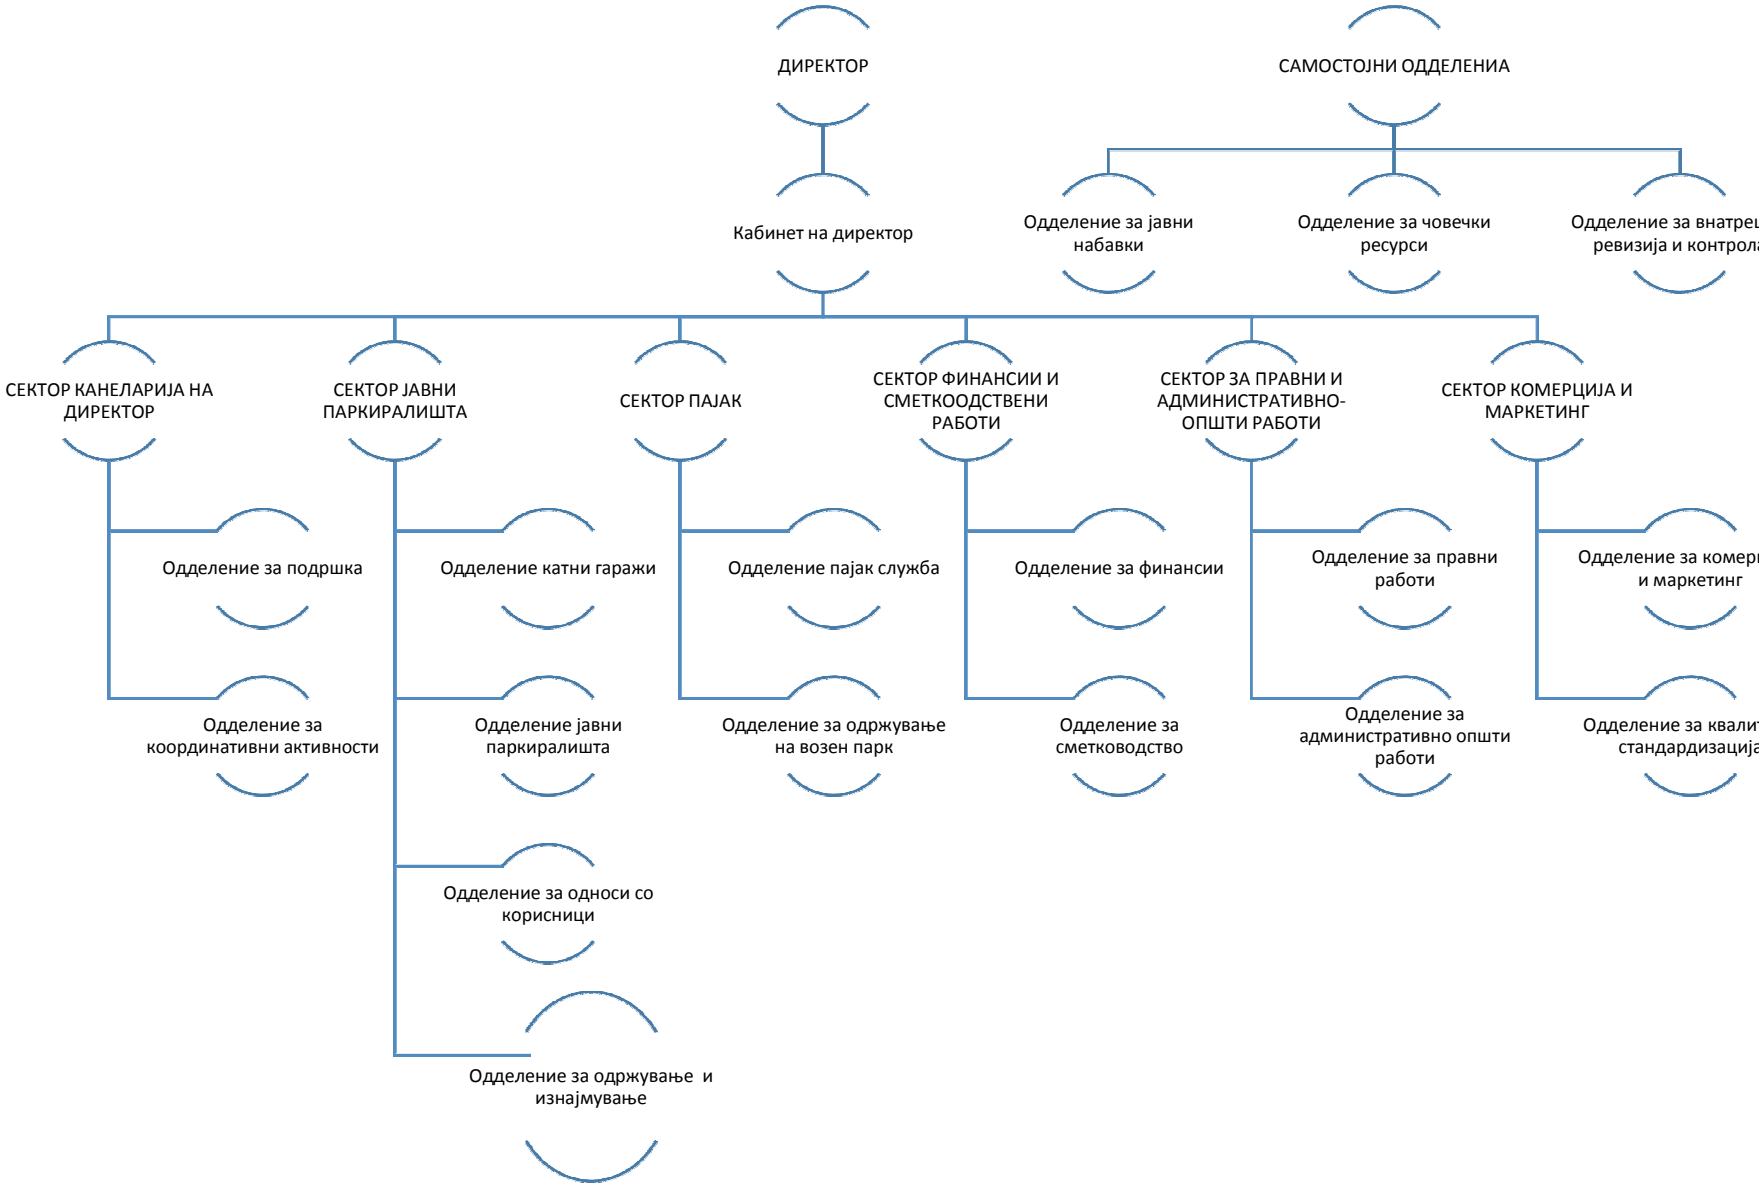 ДИРЕКТОР
САМОСТОЈНИ ОДДЕЛЕНИА
Кабинет на директор
Одделение за јавни
набавки
Одделение за човечки
ресурси
Одделение за
ревизија и контрола
СЕКТОР КАНЕЛАРИЈА НА
ДИРЕКТОР
СЕКТОР ЈАВНИ
ПАРКИРАЛИШТА
СЕКТОР ПАЈАК
СЕКТОР ФИНАНСИИ И
СМЕТКООДСТВЕНИ
РАБОТИ
СЕКТОР ЗА ПРАВНИ И
АДМИНИСТРАТИВНО-
ОПШТИ РАБОТИ
СЕКТОР КОМЕРЦИЈА И
МАРКЕТИНГ
Одделение за подршка
Одделение катни гаражи
Одделение пајак служба
Одделение за финансии
Одделение за правни
работи
Одделение за
и маркетинг
Одделение за
координативни активности
Одделение јавни
паркиралишта
Одделение за одржување
на возен парк
Одделение за
сметководство
Одделение за
административно општи
работи
Одделение за
стандардизација
Одделение за односи со
корисници
Одделение за одржување и
изнајмување